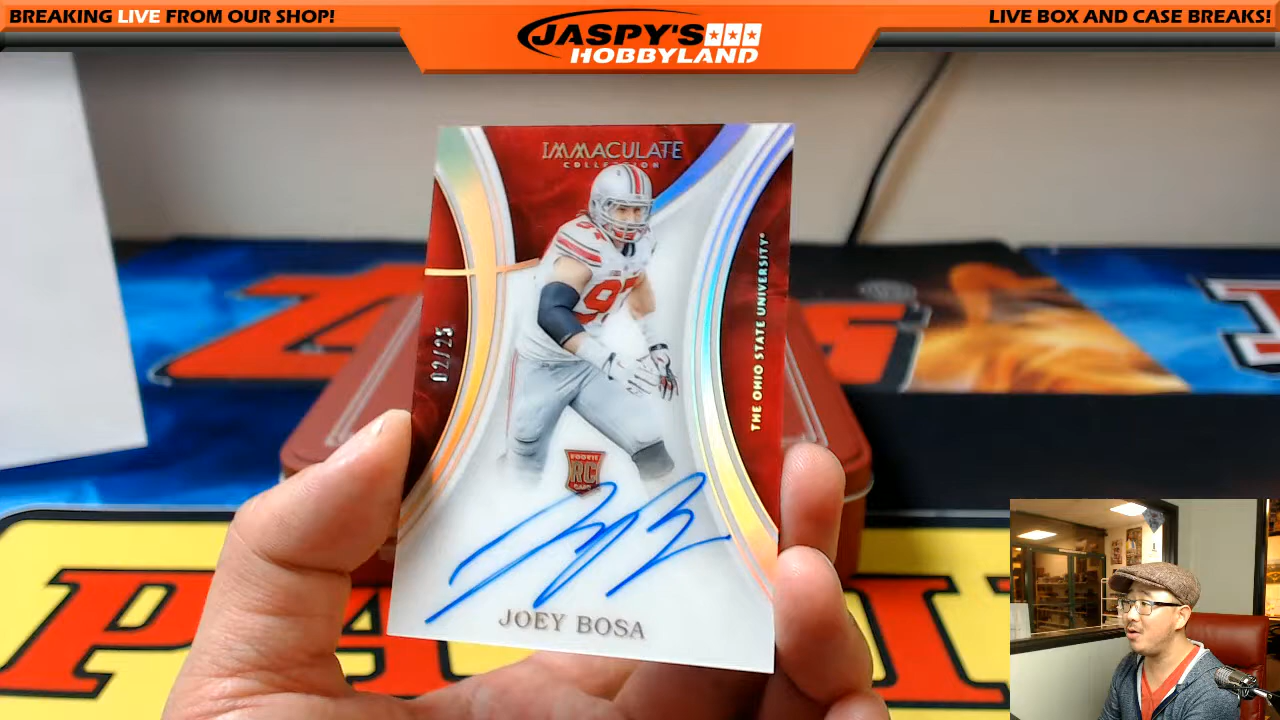 BREAKING LIVE FROM OUR SHOP!
JASPY'S
HOBBYLAND
LIVE BOX AND CASE BREAKS!
IMMACULATE
COLLECTION
97
02/25
THE OHIO STATE UNIVERSITY
ROOKIE
RC
CARD
JOEY BOSA